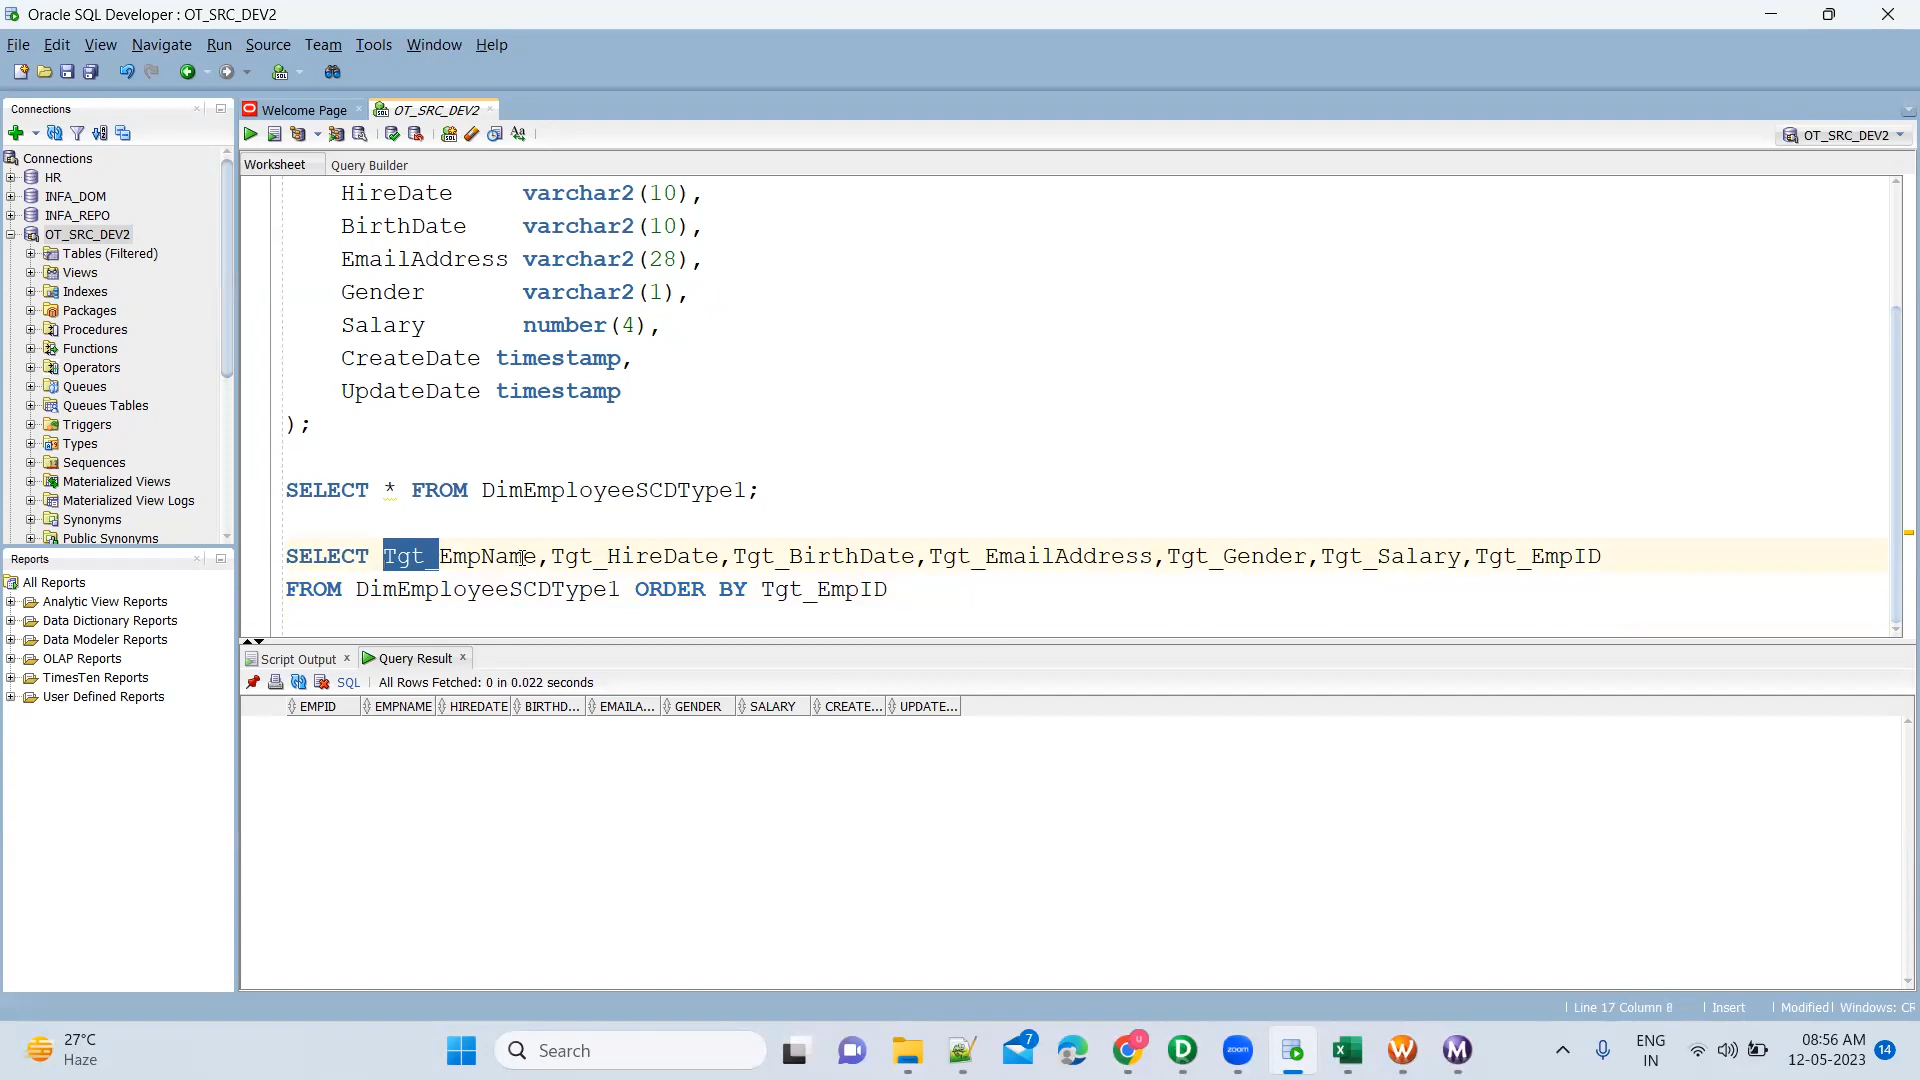 Oracle SQL Developer : OT_SRC_DEV2
File Edit View Navigate Run Source Team Tools Window Help
Connections
Welcome Page
OT_SRC_DEV2
OT_SRC_DEV2
Worksheet Query Builder
Connections
HR
INFA_DOM
INFA_REPO
OT_SRC_DEV2
Tables (Filtered)
Views
Indexes
Packages
Procedures
Functions
Operators
Queues
Queues Tables
Triggers
Types
Sequences
Materialized Views
Materialized View Logs
Synonyms
Public Synonyms
HireDate varchar2(10),
BirthDate varchar2(10),
EmailAddress varchar2(28),
Gender varchar2(1),
Salary number(4),
CreateDate timestamp,
UpdateDate timestamp
);
SELECT * FROM DimEmployeeSCDType1;
SELECT Tgt_EmpName,Tgt_HireDate,Tgt_BirthDate,Tgt_EmailAddress,Tgt_Gender,Tgt_Salary,Tgt_EmpID
FROM DimEmployeeSCDType1 ORDER BY Tgt_EmpID
Reports
All Reports
Analytic View Reports
Data Dictionary Reports
Data Modeler Reports
OLAP Reports
TimesTen Reports
User Defined Reports
Script Output × Query Result ×
SQL | All Rows Fetched: 0 in 0.022 seconds
EMPID EMPNAME HIREDATE BIRTHD... EMAILA... GENDER SALARY CREATE... UPDATE...
Line 17 Column 8 Insert Modified Windows: CR
27°C
Haze
Search
7
zoom
ENG
IN
08:56 AM
12-05-2023
14